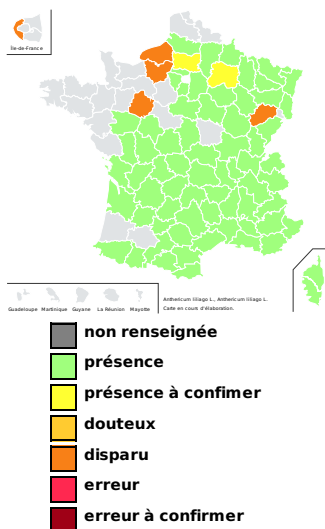 Île-de-France
Guadeloupe Martinique Guyane La Réunion Mayotte
Anthericum liliago L., Anthericum liliago L.
Carte en cours d'élaboration.
non renseignée
présence
présence à confimer
douteux
disparu
erreur
erreur à confirmer